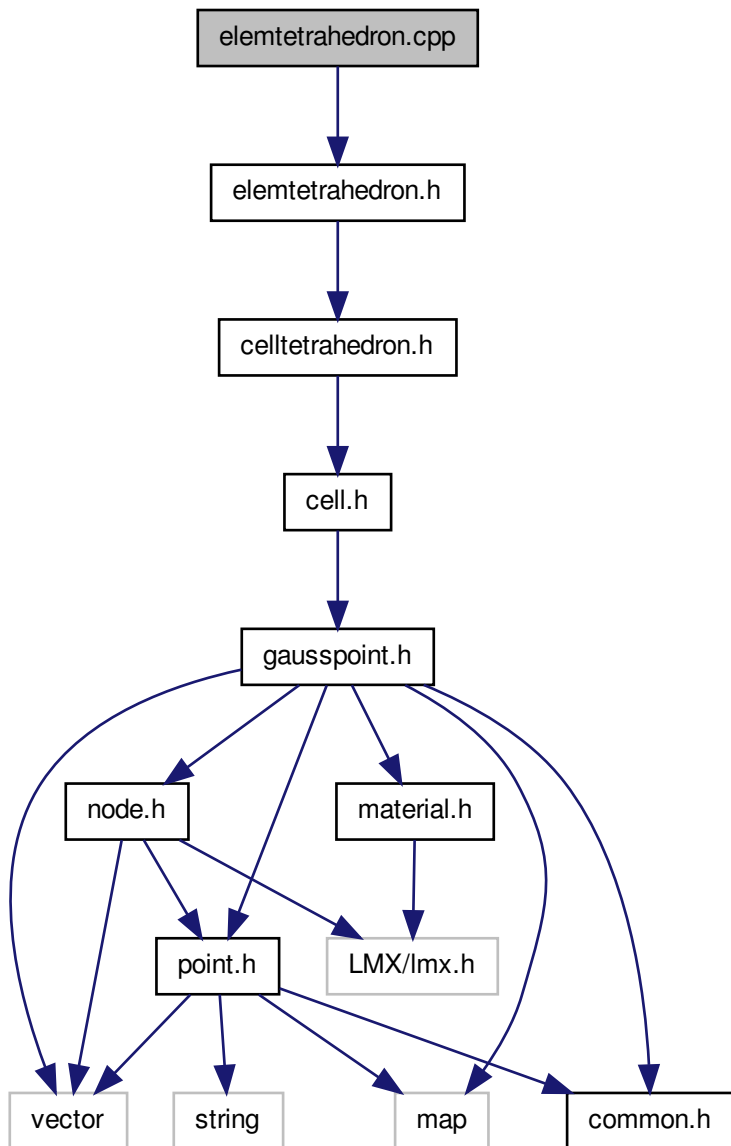 elemtetrahedron.cpp
elemtetrahedron.h
celltetrahedron.h
cell.h
gausspoint.h
node.h
material.h
point.h
LMX/lmx.h
vector
string
map
common.h